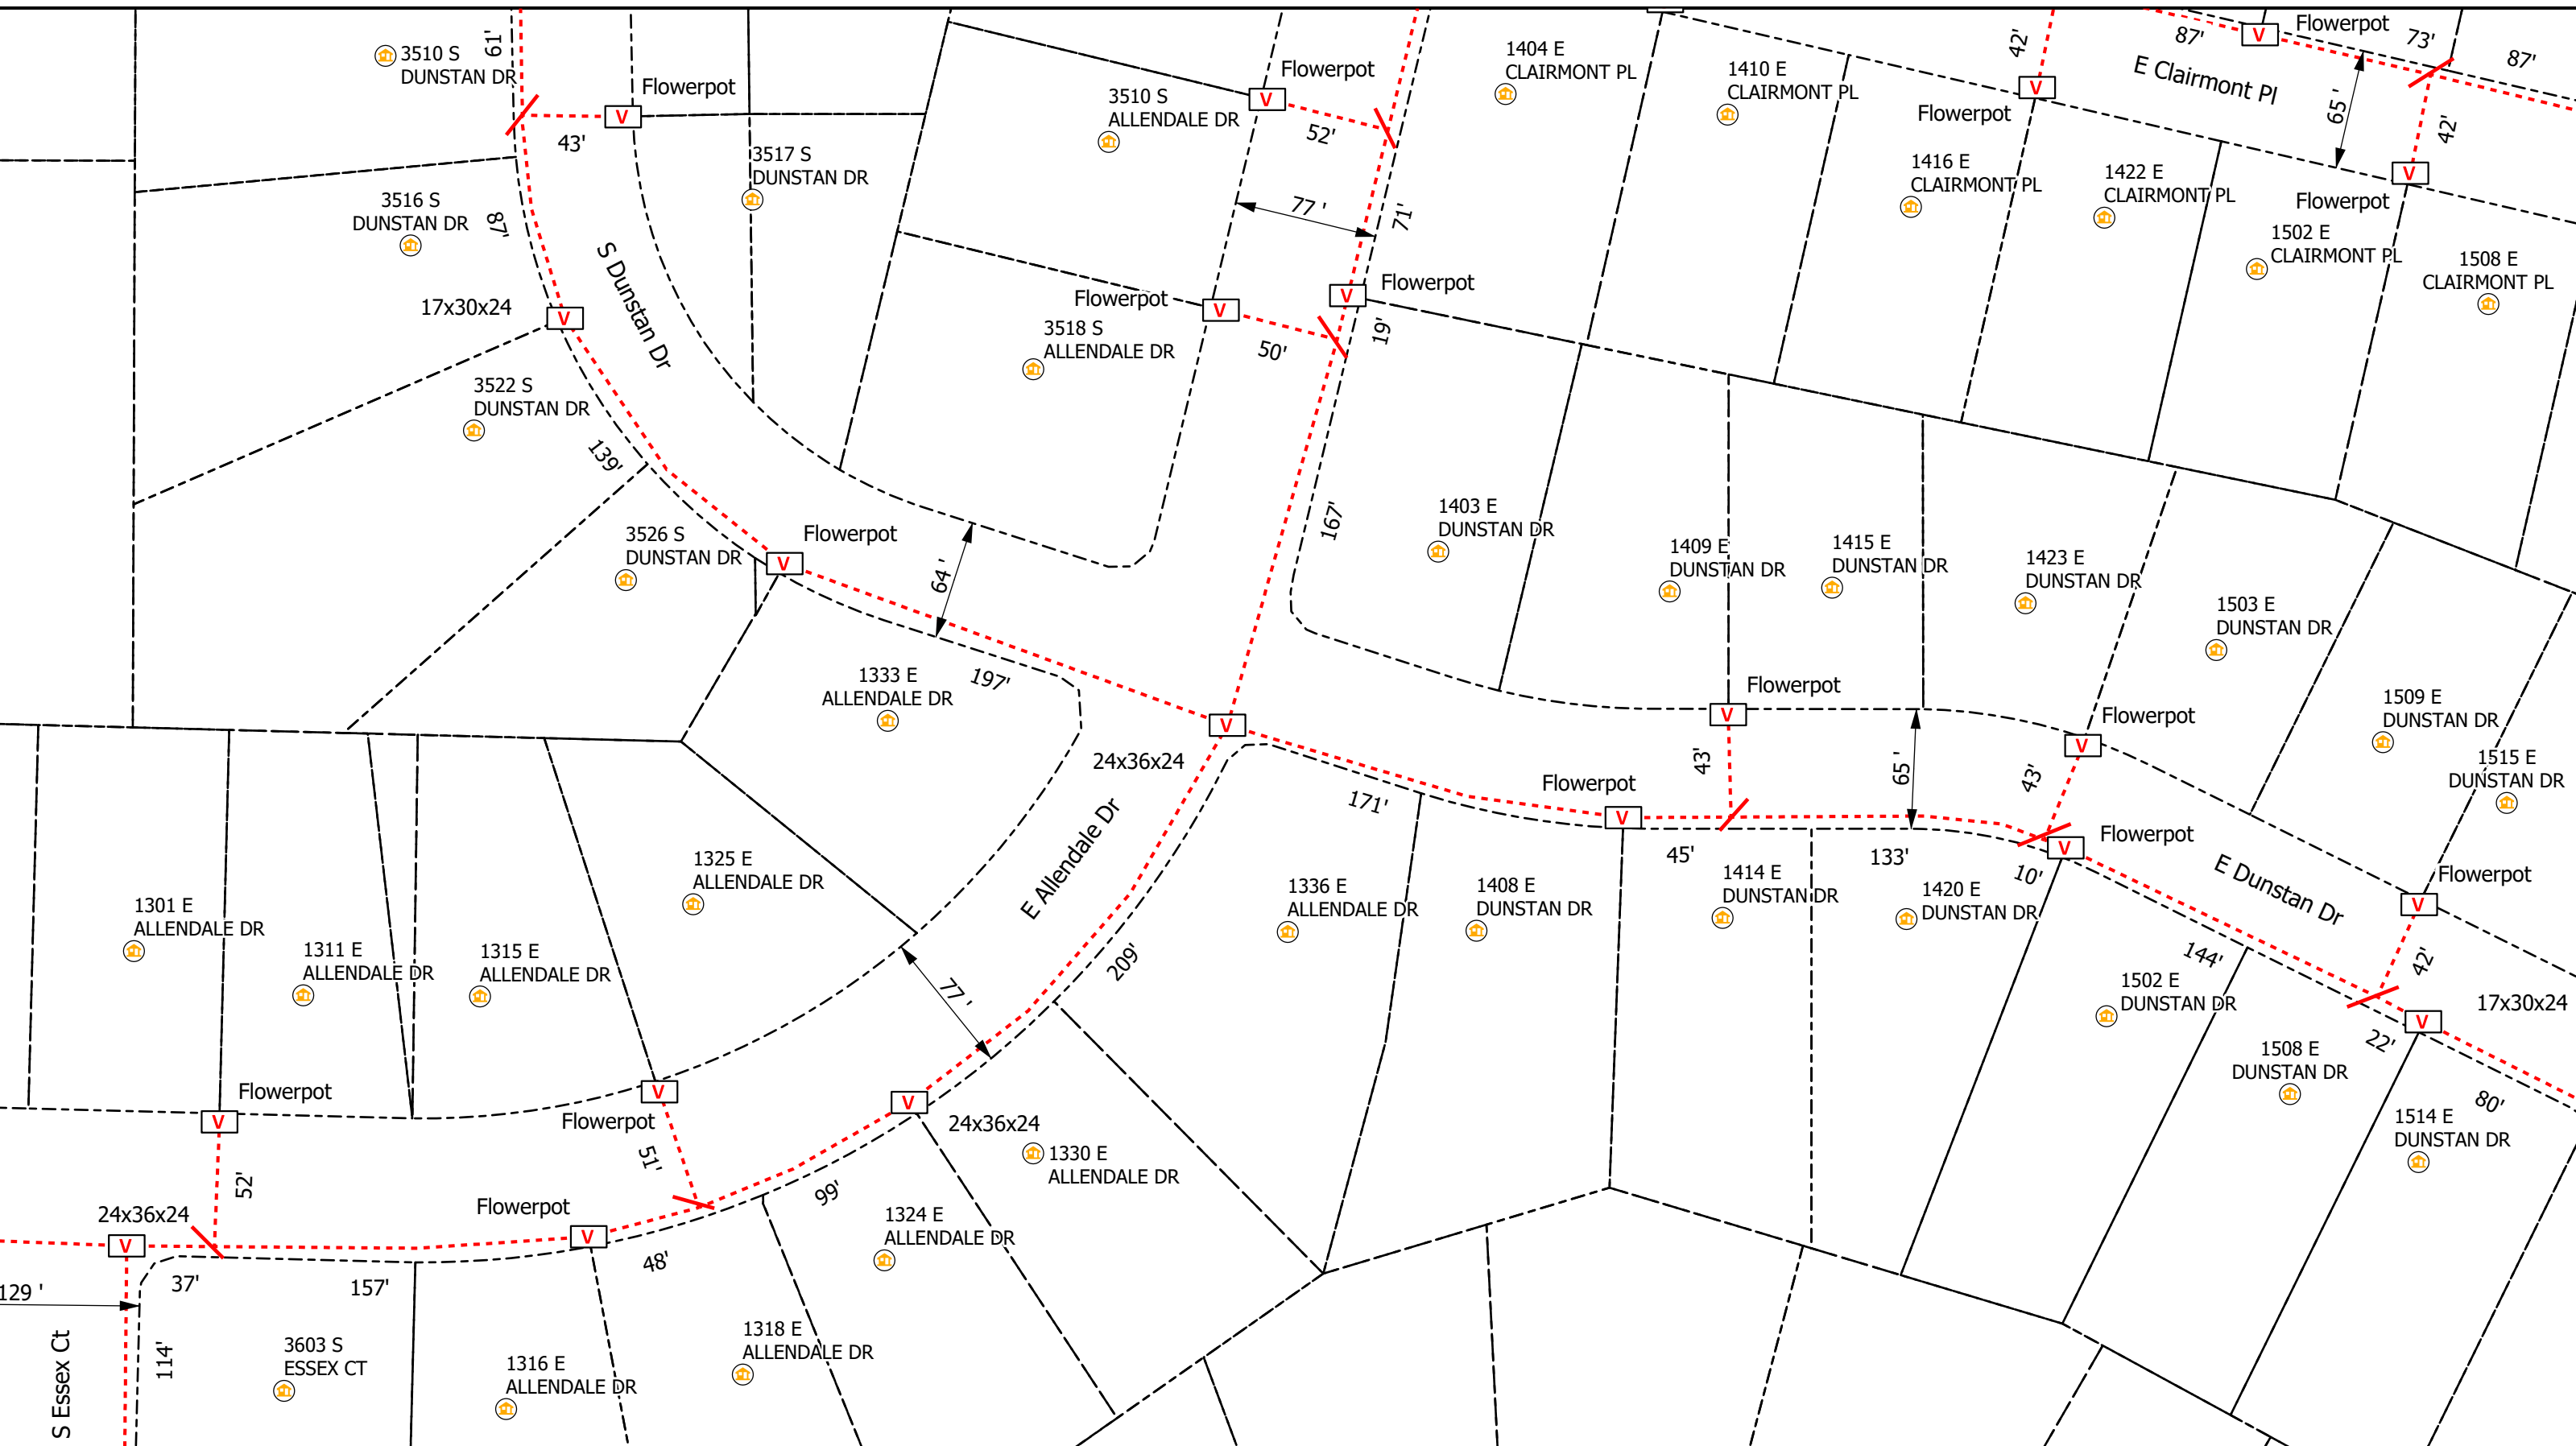 Flowerpot
87'
73'
87'
61'
3510 S
DUNSTAN DR
V
42'
E Clairmont Pl
65 '
1404 E
CLAIRMONT PL
1410 E
CLAIRMONT PL
Flowerpot
V
Flowerpot
V
3510 S
ALLENDALE DR
V
Flowerpot
V
43'
52'
42'
3517 S
DUNSTAN DR
1416 E
CLAIRMONT PL
1422 E
CLAIRMONT PL
V
Flowerpot
3516 S
DUNSTAN DR
87'
77 '
71'
1502 E
CLAIRMONT PL
1508 E
CLAIRMONT PL
S Dunstan Dr
17x30x24
V
Flowerpot
V
V
Flowerpot
3518 S
ALLENDALE DR
50'
19'
3522 S
DUNSTAN DR
139'
167'
1403 E
DUNSTAN DR
3526 S
DUNSTAN DR
Flowerpot
V
64 '
1409 E
DUNSTAN DR
1415 E
DUNSTAN DR
1423 E
DUNSTAN DR
1503 E
DUNSTAN DR
1333 E
ALLENDALE DR
197'
V
24x36x24
Flowerpot
V
43'
65 '
Flowerpot
V
43'
1509 E
DUNSTAN DR
1515 E
DUNSTAN DR
171'
Flowerpot
V
45'
133'
Flowerpot
V
10'
E Dunstan Dr
E Allendale Dr
1325 E
ALLENDALE DR
1336 E
ALLENDALE DR
1408 E
DUNSTAN DR
1414 E
DUNSTAN DR
1420 E
DUNSTAN DR
Flowerpot
V
1301 E
ALLENDALE DR
1311 E
ALLENDALE DR
1315 E
ALLENDALE DR
209'
77 '
144'
42'
1502 E
DUNSTAN DR
17x30x24
V
22'
1508 E
DUNSTAN DR
80'
Flowerpot
V
V
Flowerpot
V
24x36x24
1514 E
DUNSTAN DR
51'
52'
1330 E
ALLENDALE DR
99'
24x36x24
V
Flowerpot
V
1324 E
ALLENDALE DR
48'
37'
157'
129 '
S Essex Ct
114'
3603 S
ESSEX CT
1316 E
ALLENDALE DR
1318 E
ALLENDALE DR